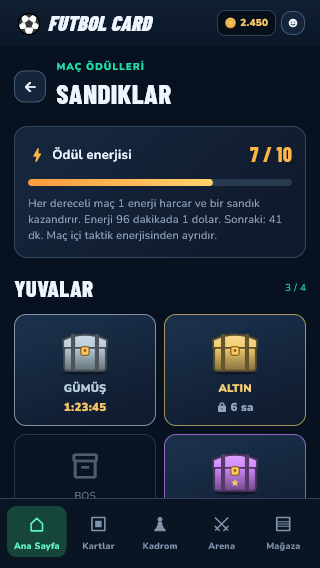 FUTBOL CARD
2.450
MAÇ ÖDÜLLERİ
SANDIKLAR
Ödül enerjisi
7 / 10
Her dereceli maç 1 enerji harcar ve bir sandık
kazandırır. Enerji 96 dakikada 1 dolar. Sonraki: 41
dk. Maç içi taktik enerjisinden ayrıdır.
YUVALAR
3 / 4
GÜMÜŞ
1:23:45
ALTIN
6 sa
BOŞ
Ana Sayfa
Kartlar
Kadrom
Arena
Mağaza